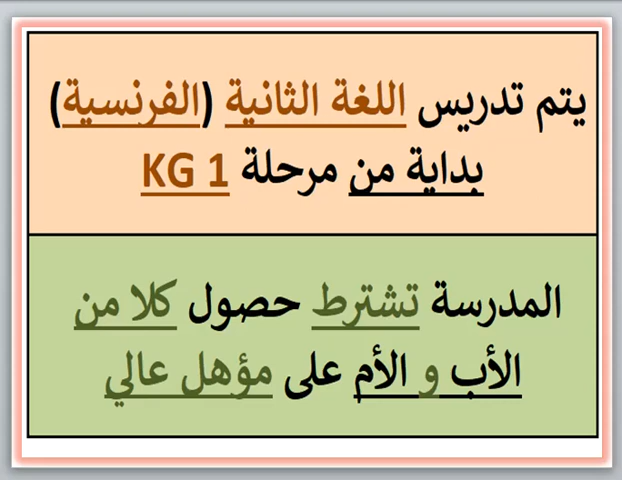 يتم تدريس اللغة الثانية (الفرنسية)
بداية من مرحلة KG 1
المدرسة تشترط حصول كلا من
الأب و الأم على مؤهل عالي